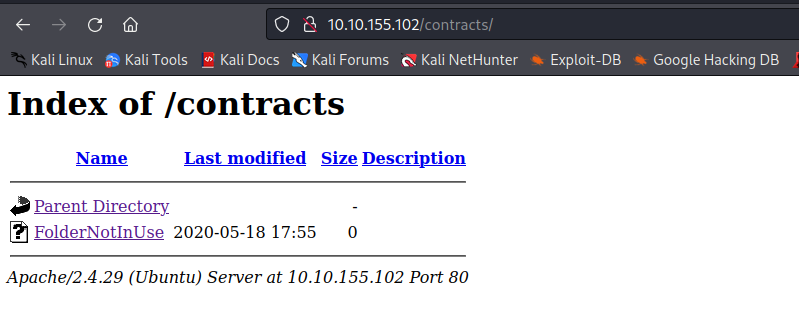 10.10.155.102/contracts/
Kali Linux Kali Tools Kali Docs Kali Forums Kali NetHunter Exploit-DB Google Hacking DB
Index of /contracts
Name Last modified Size Description
Parent Directory -
FolderNotInUse 2020-05-18 17:55 0
Apache/2.4.29 (Ubuntu) Server at 10.10.155.102 Port 80